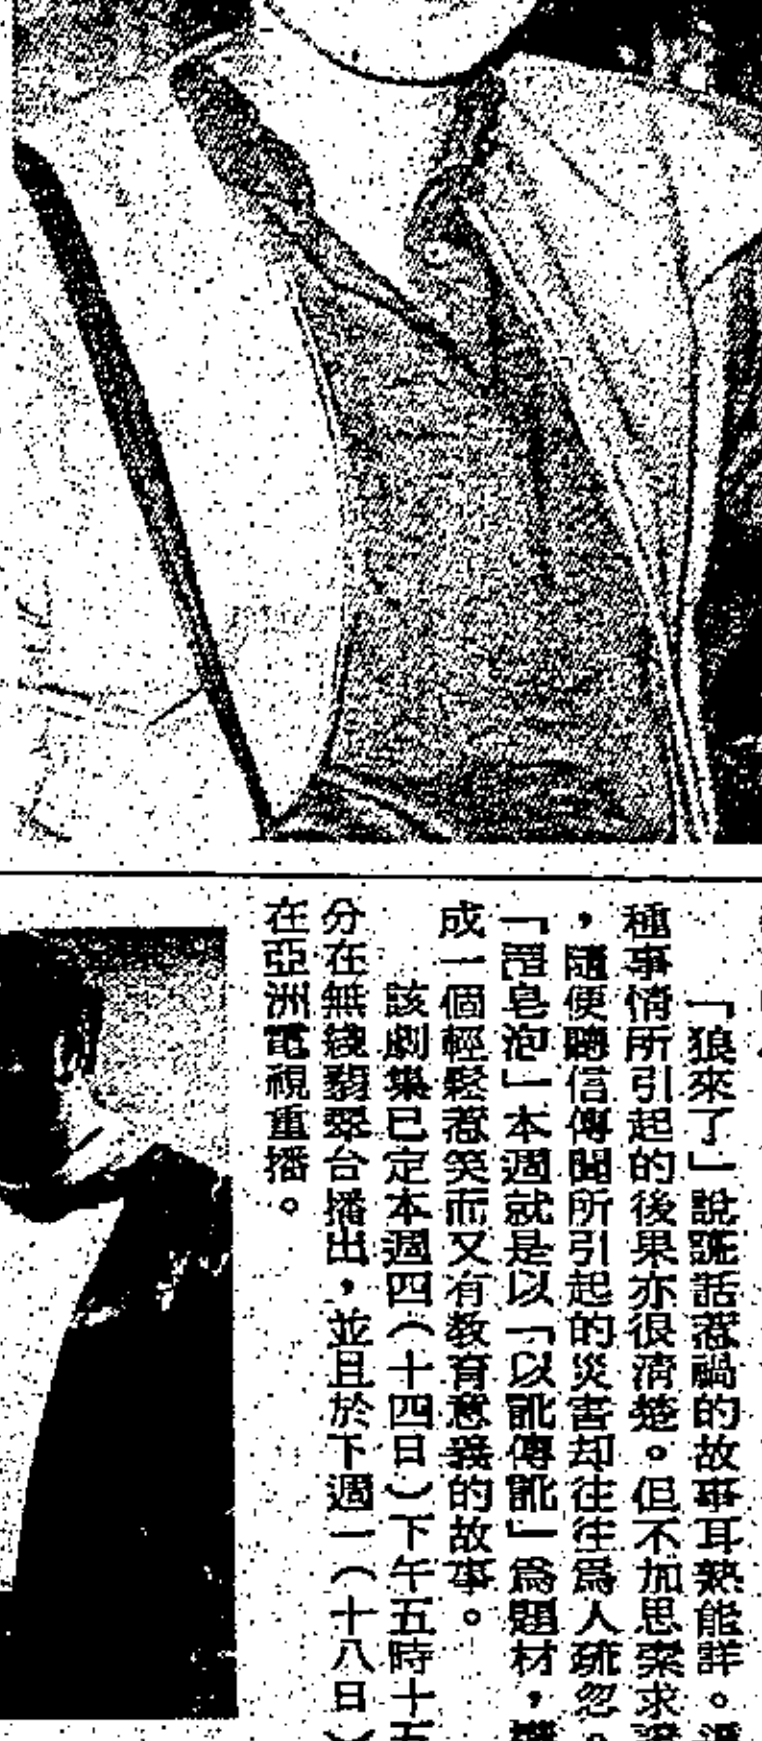 「狼來了」說謊話惹禍的故事耳熟能詳。這
種事情所引起的後果亦很清楚。但不加思索求證
，隨便聽信傳聞所引起的災害却往往爲人疏忽。
「醒皂泡」本週就是以「以訛傳訛」爲題材，構
成一個輕鬆惹笑而又有教育意義的故事。
該劇集已定本週四（十四日）下午五時十五
分在無綫翡翠台播出，並且於下週一（十八日）
在亞洲電視重播。